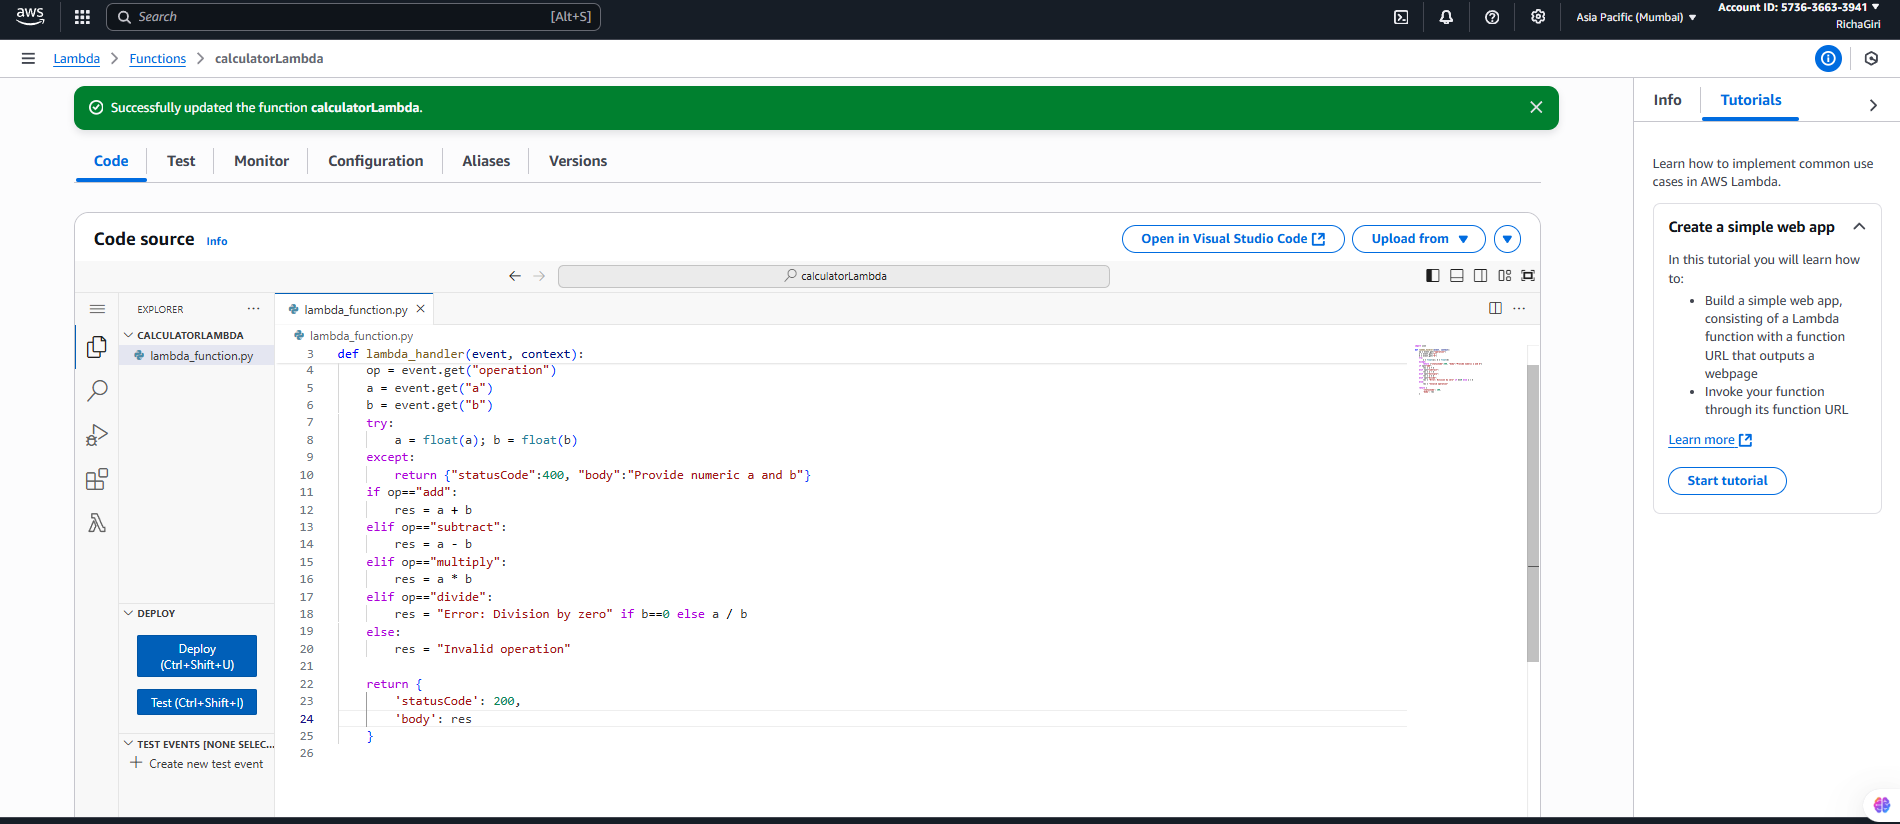 aws
Search [Alt+S]
Asia Pacific (Mumbai) ▼
Account ID: 5736-3663-3941 ▼
RichaGiri
Lambda > Functions > calculatorLambda
Successfully updated the function calculatorLambda.
Code Test Monitor Configuration Aliases Versions
Code source Info
Open in Visual Studio Code
Upload from ▼
calculatorLambda
EXPLORER ...
CALCULATORLAMBDA
lambda_function.py
DEPLOY
Deploy
(Ctrl+Shift+U)
Test (Ctrl+Shift+I)
TEST EVENTS [NONE SELEC...
+ Create new test event
lambda_function.py
lambda_function.py
3 def lambda_handler(event, context):
4     op = event.get("operation")
5     a = event.get("a")
6     b = event.get("b")
7     try:
8         a = float(a); b = float(b)
9     except:
10         return {"statusCode":400, "body":"Provide numeric a and b"}
11     if op=="add":
12         res = a + b
13     elif op=="subtract":
14         res = a - b
15     elif op=="multiply":
16         res = a * b
17     elif op=="divide":
18         res = "Error: Division by zero" if b==0 else a / b
19     else:
20         res = "Invalid operation"
21
22     return {
23         'statusCode': 200,
24         'body': res
25     }
26
Info Tutorials
Learn how to implement common use
cases in AWS Lambda.
Create a simple web app
In this tutorial you will learn how
to:
• Build a simple web app,
consisting of a Lambda
function with a function
URL that outputs a
webpage
• Invoke your function
through its function URL
Learn more
Start tutorial